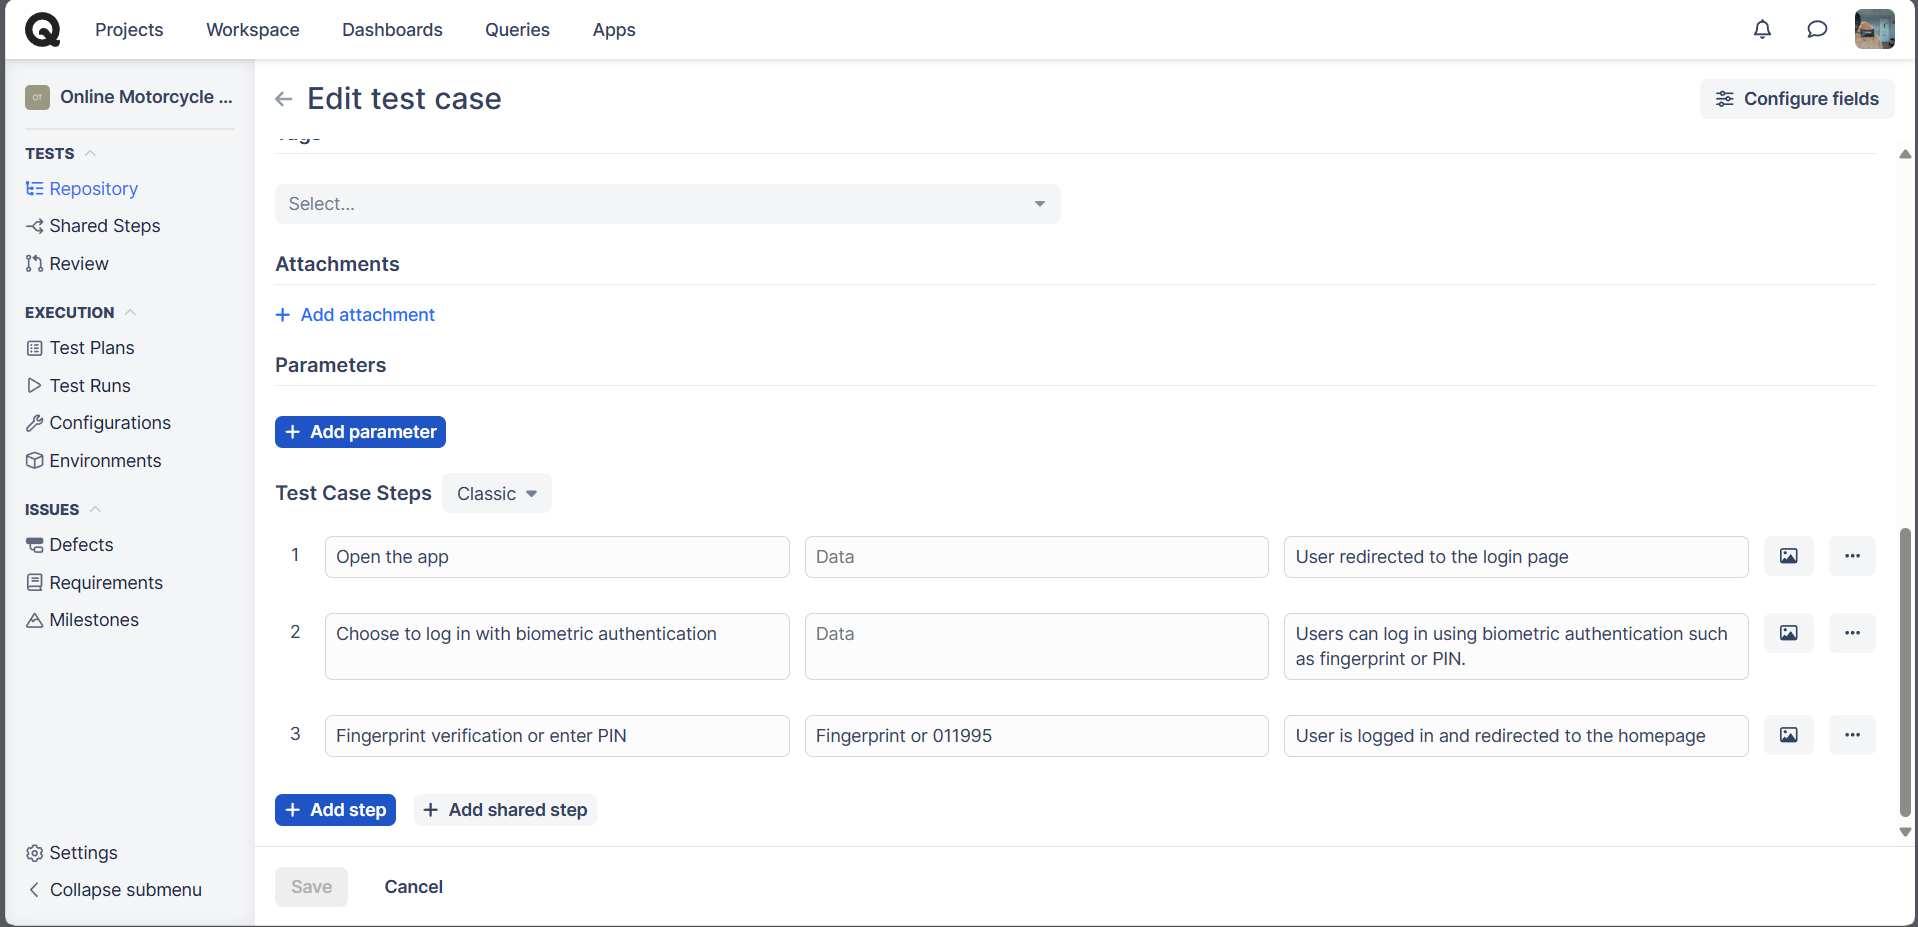 Projects
Workspace
Dashboards
Queries
Apps
OT
Online Motorcycle ...
TESTS
Repository
Shared Steps
Review
EXECUTION
Test Plans
Test Runs
Configurations
Environments
ISSUES
Defects
Requirements
Milestones
Settings
Collapse submenu
Edit test case
Configure fields
Select...
Attachments
+ Add attachment
Parameters
+ Add parameter
Test Case Steps
Classic
1
Open the app
Data
User redirected to the login page
2
Choose to log in with biometric authentication
Data
Users can log in using biometric authentication such
as fingerprint or PIN.
3
Fingerprint verification or enter PIN
Fingerprint or 011995
User is logged in and redirected to the homepage
+ Add step
+ Add shared step
Save
Cancel